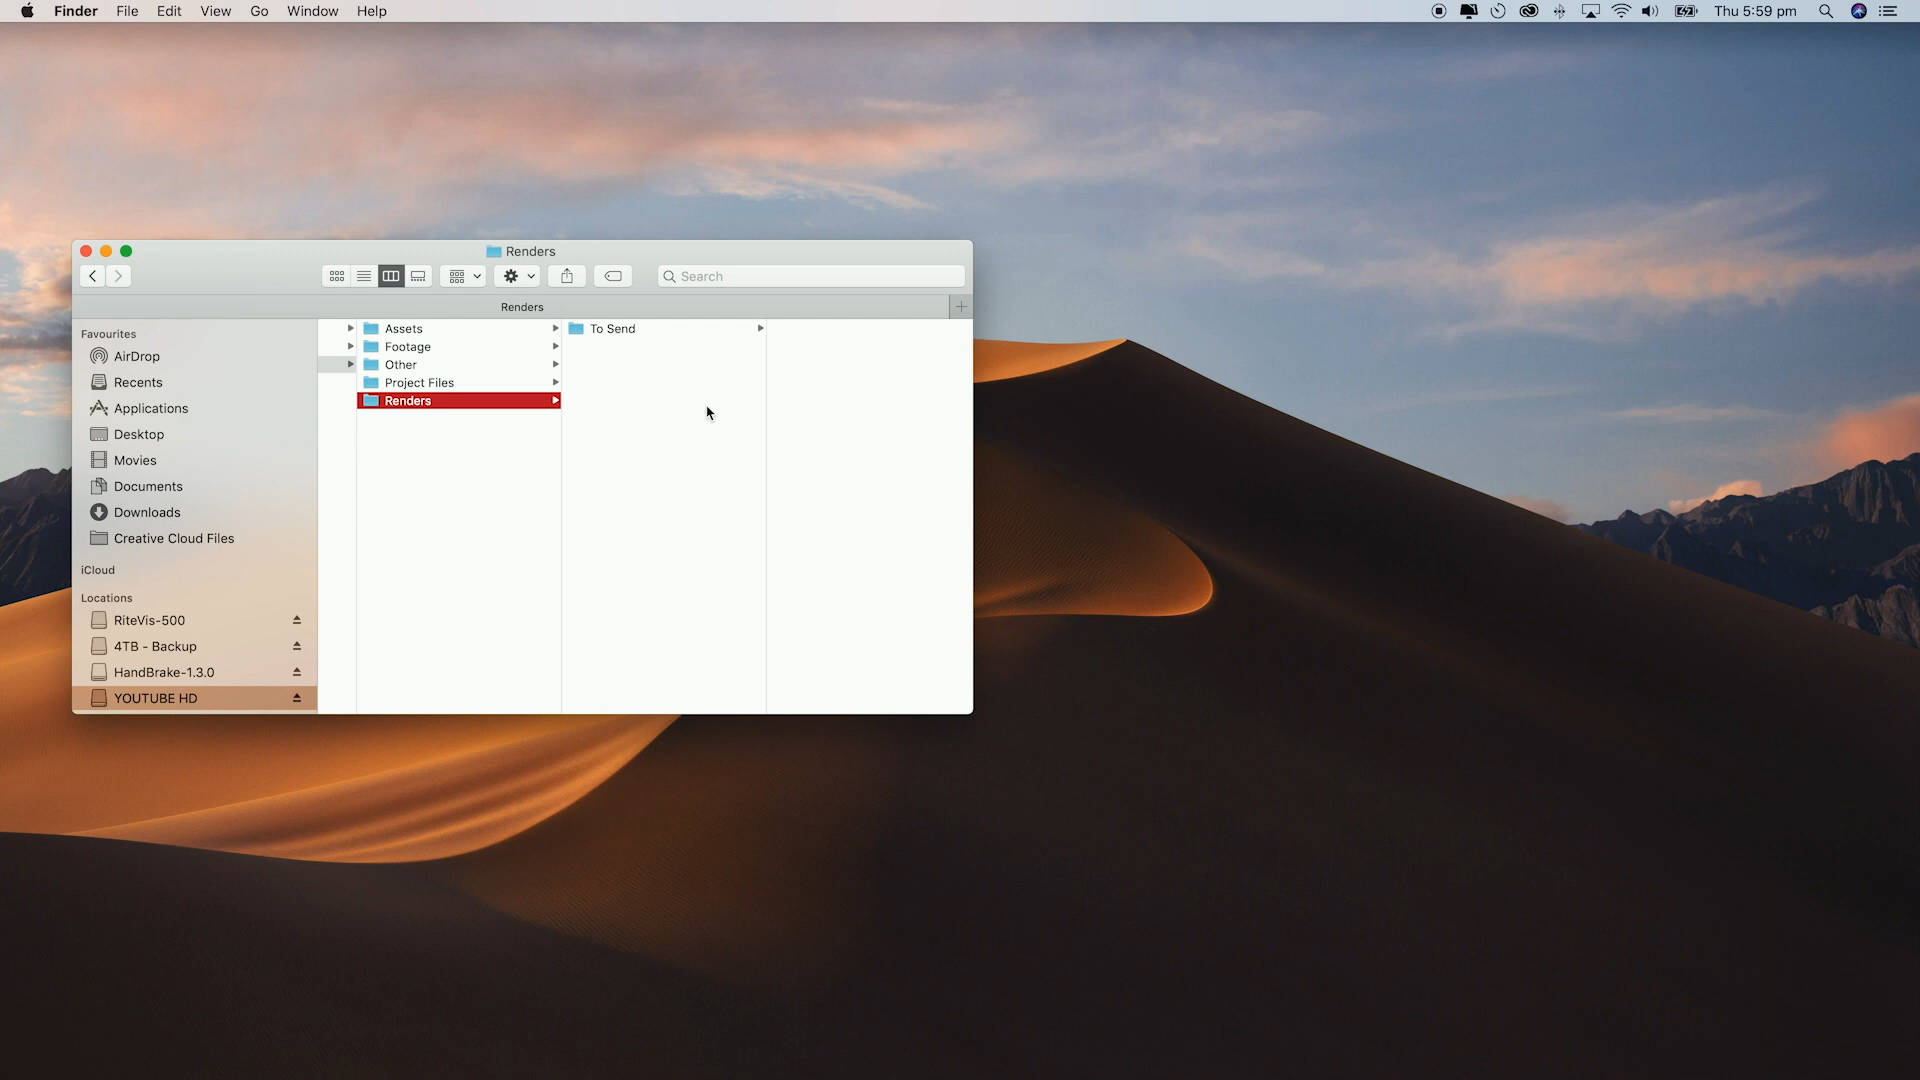 Finder File Edit View Go Window Help Thu 5:59 pm
Renders
Search
Renders
Favourites
AirDrop
Recents
Applications
Desktop
Movies
Documents
Downloads
Creative Cloud Files
iCloud
Locations
RiteVis-500
4TB - Backup
HandBrake-1.3.0
YOUTUBE HD
Assets
Footage
Other
Project Files
Renders
To Send